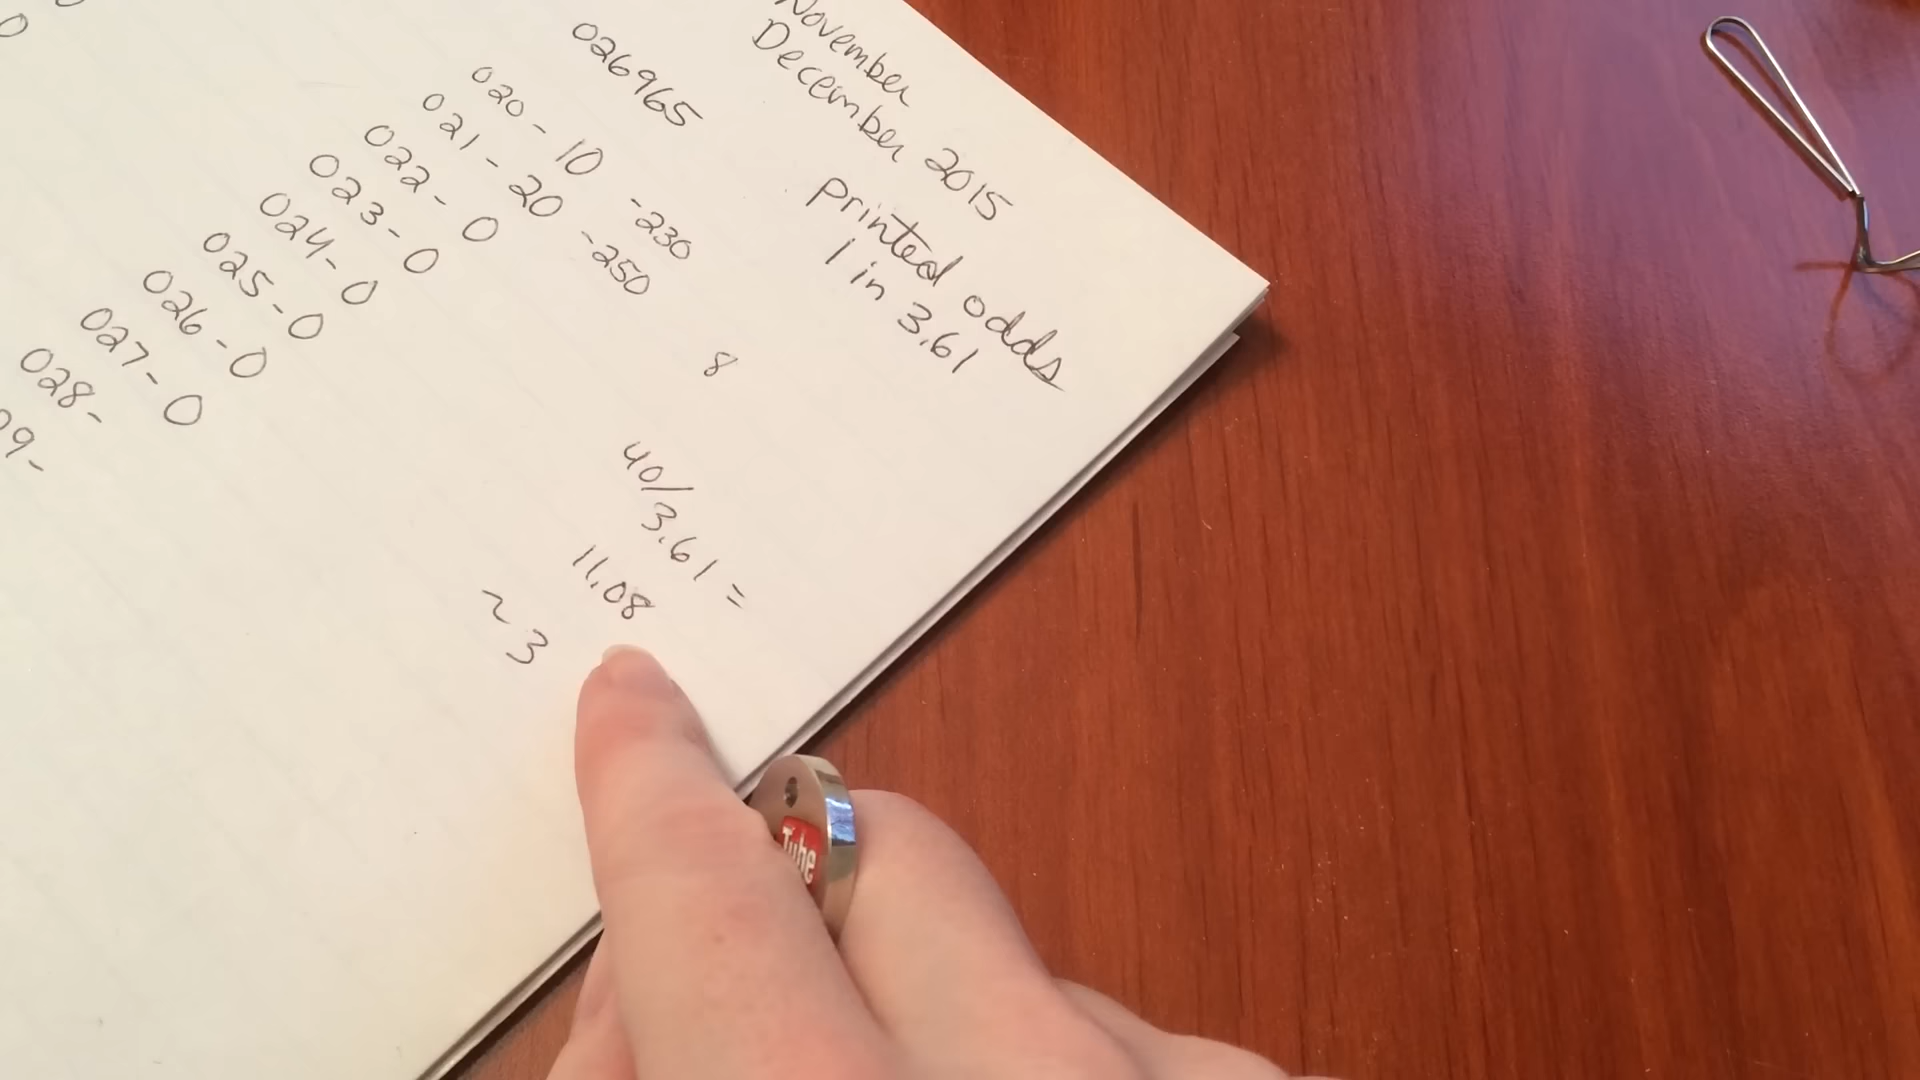 November
December 2015
printed odds
1 in 3.61
026965
020 - 10 -230
021 - 20 -250
022 - 0
023 - 0
024 - 0
025 - 0
026 - 0
027 - 0
028 -
9 -
8
40/3.61 =
11.08
~ 3
Tube